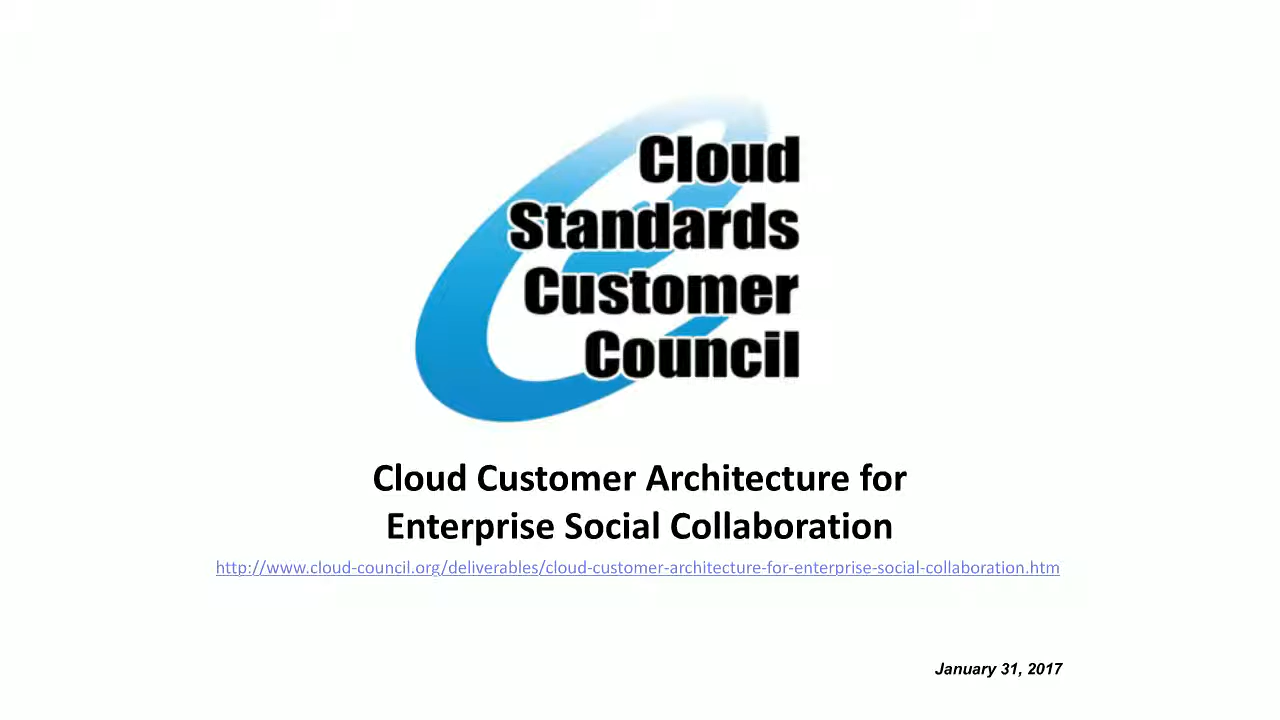 Cloud
Standards
Customer
Council
Cloud Customer Architecture for
Enterprise Social Collaboration
http://www.cloud-council.org/deliverables/cloud-customer-architecture-for-enterprise-social-collaboration.htm
January 31, 2017